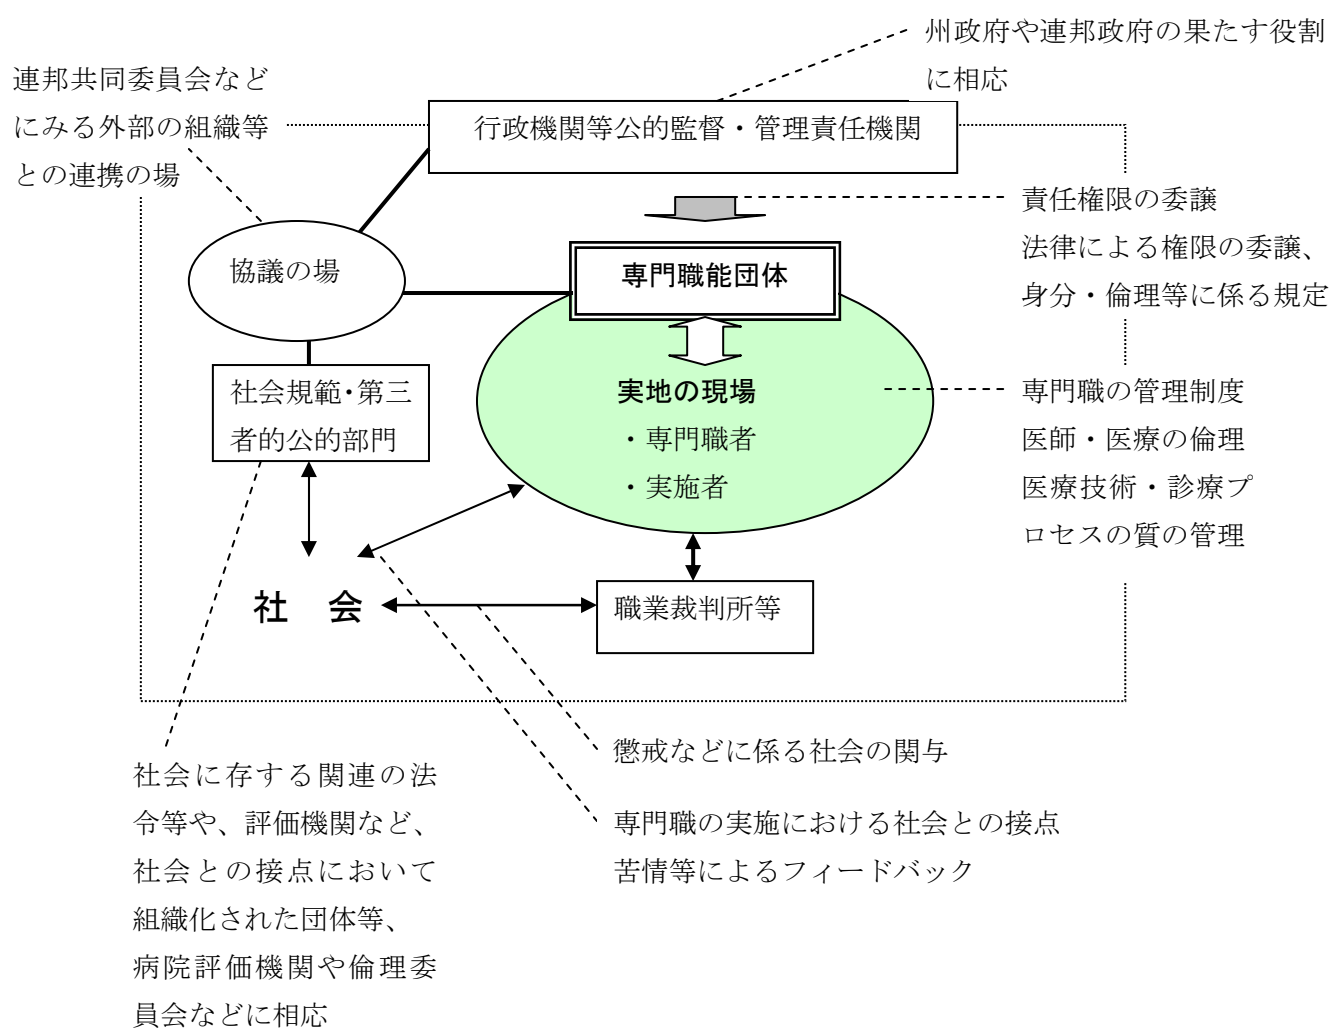 州政府や連邦政府の果たす役割
に相応
連邦共同委員会など
にみる外部の組織等
との連携の場
行政機関等公的監督・管理責任機関
責任権限の委譲
法律による権限の委譲、
身分・倫理等に係る規定
協議の場
専門職能団体
実地の現場
・専門職者
・実施者
専門職の管理制度
医師・医療の倫理
医療技術・診療プ
ロセスの質の管理
社会規範・第三
者的公的部門
社 会
職業裁判所等
懲戒などに係る社会の関与
専門職の実施における社会との接点
苦情等によるフィードバック
社会に存する関連の法
令等や、評価機関など、
社会との接点において
組織化された団体等、
病院評価機関や倫理委
員会などに相応